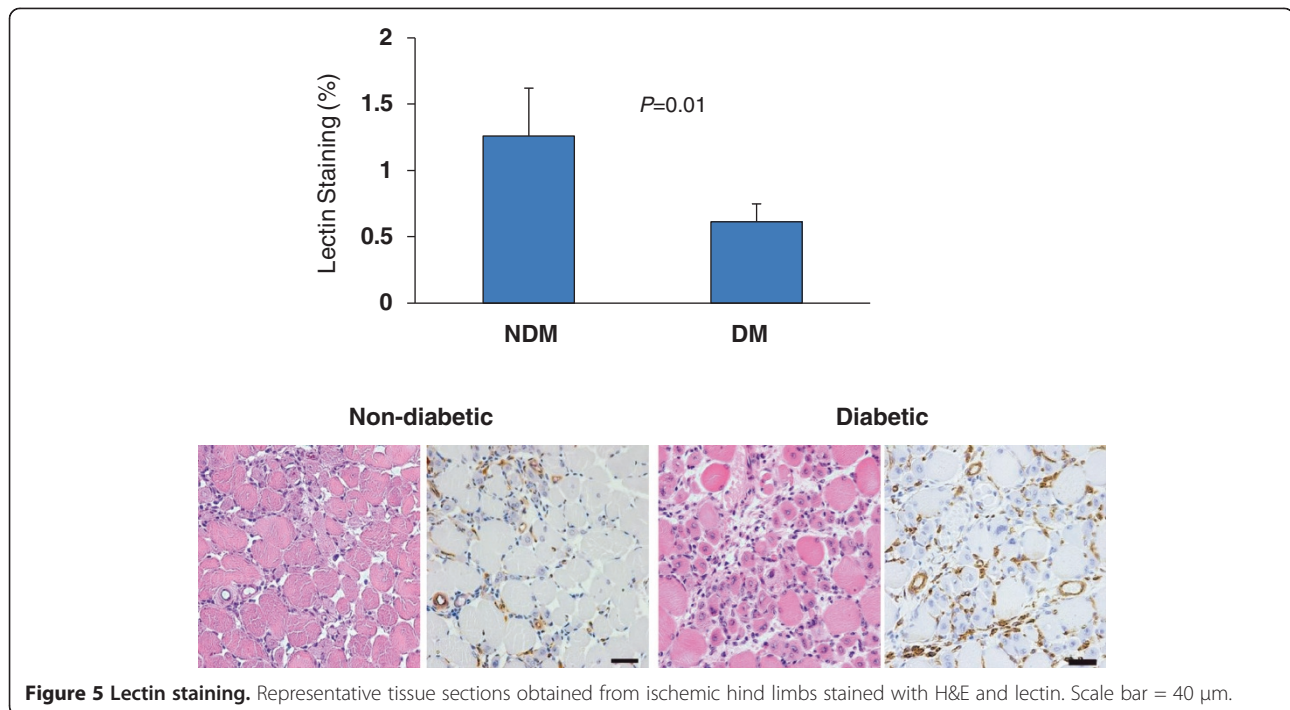 2
1.5
1
0.5
0
Lectin Staining (%)
P=0.01
NDM
DM
Non-diabetic
Diabetic
Figure 5 Lectin staining. Representative tissue sections obtained from ischemic hind limbs stained with H&E and lectin. Scale bar = 40 μm.